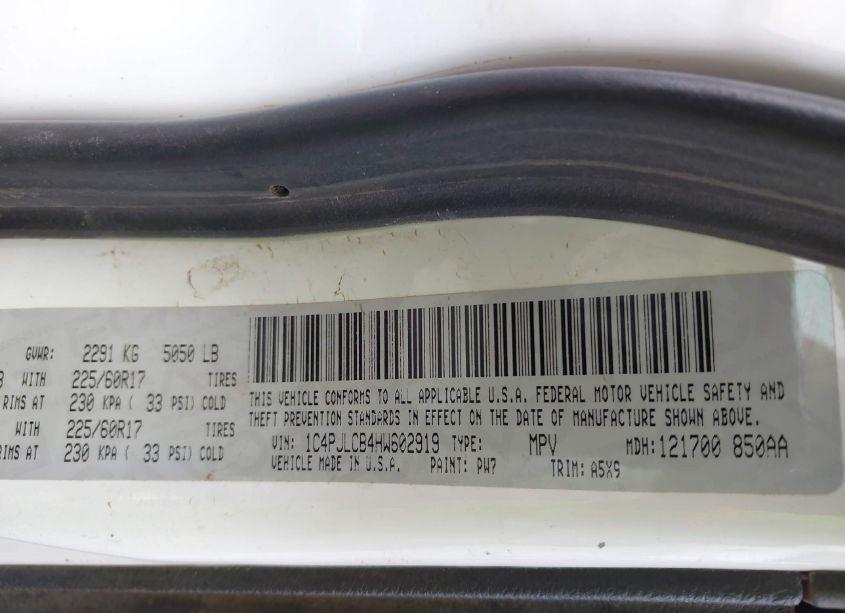 GVWR: 2291 KG 5050 LB
WITH 225/60R17 TIRES
RIMS AT 230 KPA ( 33 PSI) COLD
WITH 225/60R17 TIRES
RIMS AT 230 KPA ( 33 PSI) COLD
THIS VEHICLE CONFORMS TO ALL APPLICABLE U.S.A. FEDERAL MOTOR VEHICLE SAFETY AND
THEFT PREVENTION STANDARDS IN EFFECT ON THE DATE OF MANUFACTURE SHOWN ABOVE.
VIN: 1C4PJLCB4HW602919 TYPE: MPV MDH: 121700 850AA
VEHICLE MADE IN U.S.A. PAINT: PW7 TRIM: A5X9